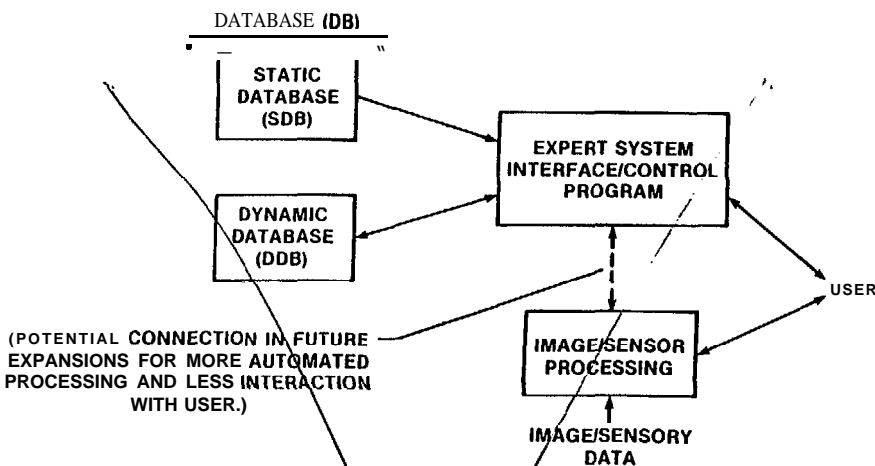 DATABASE (DB)
STATIC
DATABASE
(SDB)
EXPERT SYSTEM
INTERFACE/CONTROL
PROGRAM
DYNAMIC
DATABASE
(DDB)
USER
(POTENTIAL CONNECTION IN FUTURE
EXPANSIONS FOR MORE AUTOMATED
PROCESSING AND LESS INTERACTION
WITH USER.)
IMAGE/SENSOR
PROCESSING
IMAGE/SENSORY
DATA